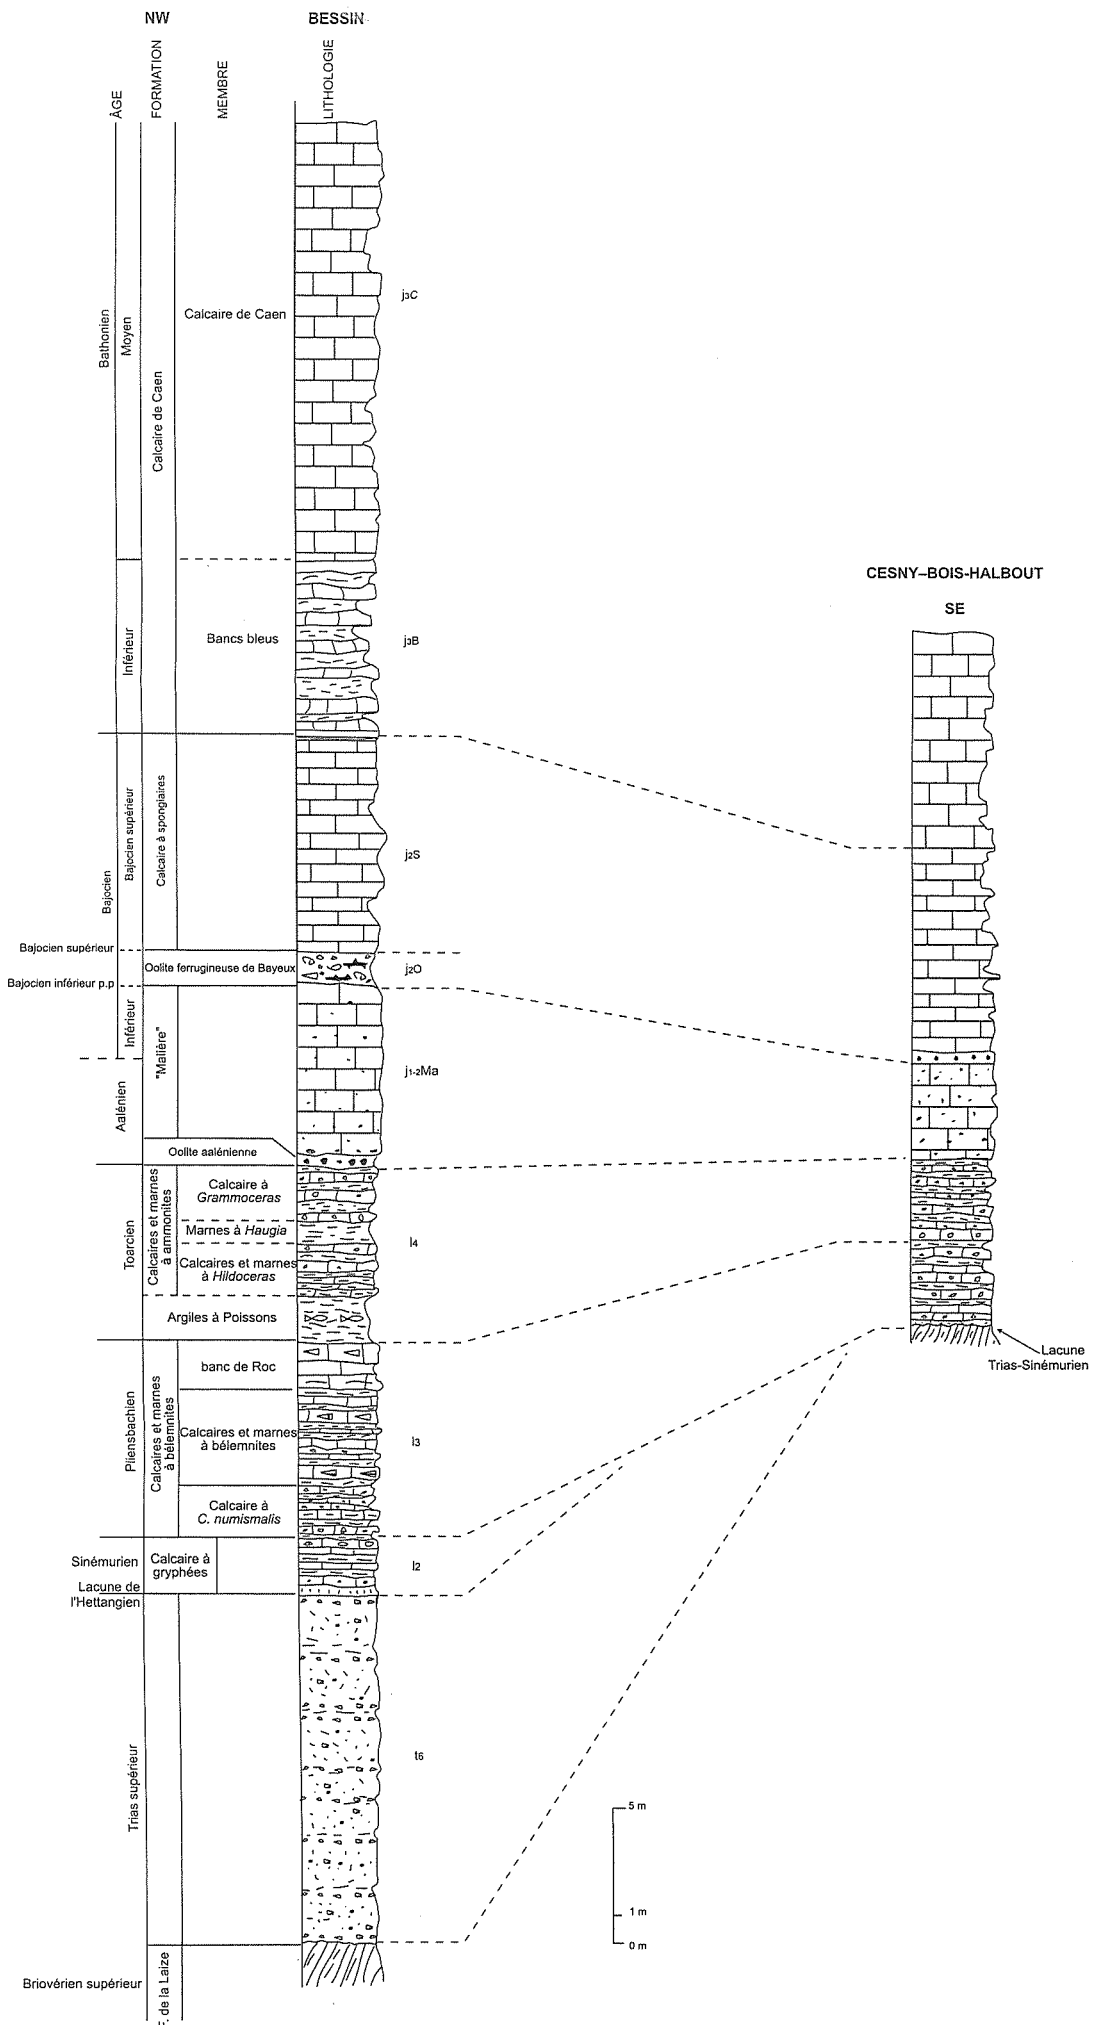 NW
BESSIN
ÂGE
FORMATION
MEMBRE
LITHOLOGIE
Bathonien
Moyen
Calcaire de Caen
Calcaire de Caen
j3C
CESNY–BOIS-HALBOUT
SE
Inférieur
Bancs bleus
j3B
Bajocien
Bajocien supérieur
Calcaire à spongiaires
j2S
Bajocien supérieur
Oolite ferrugineuse de Bayeux
j2O
Bajocien inférieur p.p
Inférieur
"Malière"
j1-2Ma
Aalénien
Oolite aalénienne
Toarcien
Calcaires et marnes
à ammonites
Calcaire à
Grammoceras
Marnes à Haugia
l4
Calcaires et marnes
à Hildoceras
Argiles à Poissons
Lacune
Trias-Sinémurien
Pliensbachien
Calcaires et marnes
à bélemnites
banc de Roc
Calcaires et marnes
à bélemnites
l3
Calcaire à
C. numismalis
Sinémurien
Calcaire à
gryphées
l2
Lacune de
l'Hettangien
Trias supérieur
t6
5 m
1 m
0 m
Briovérien supérieur
F. de la Laize